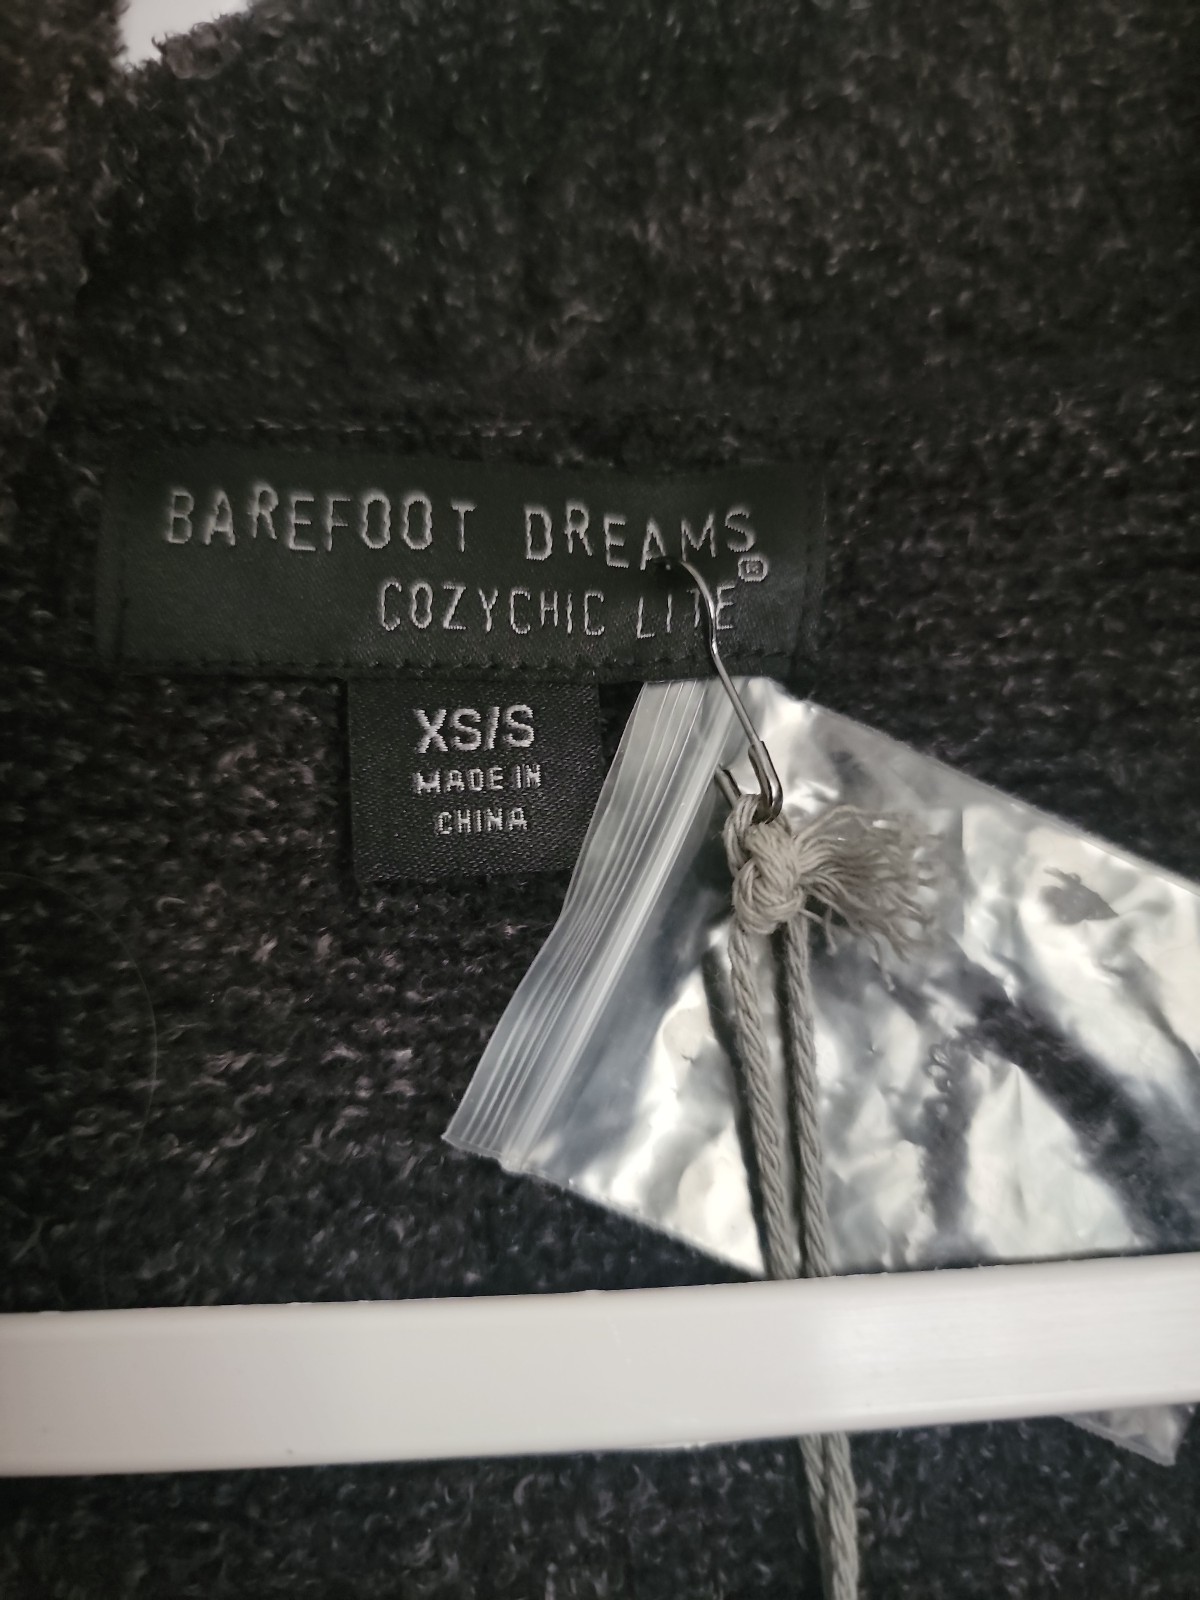 BAREFOOT DREAMS®
COZYCHIC LITE
XS/S
MADE IN
CHINA